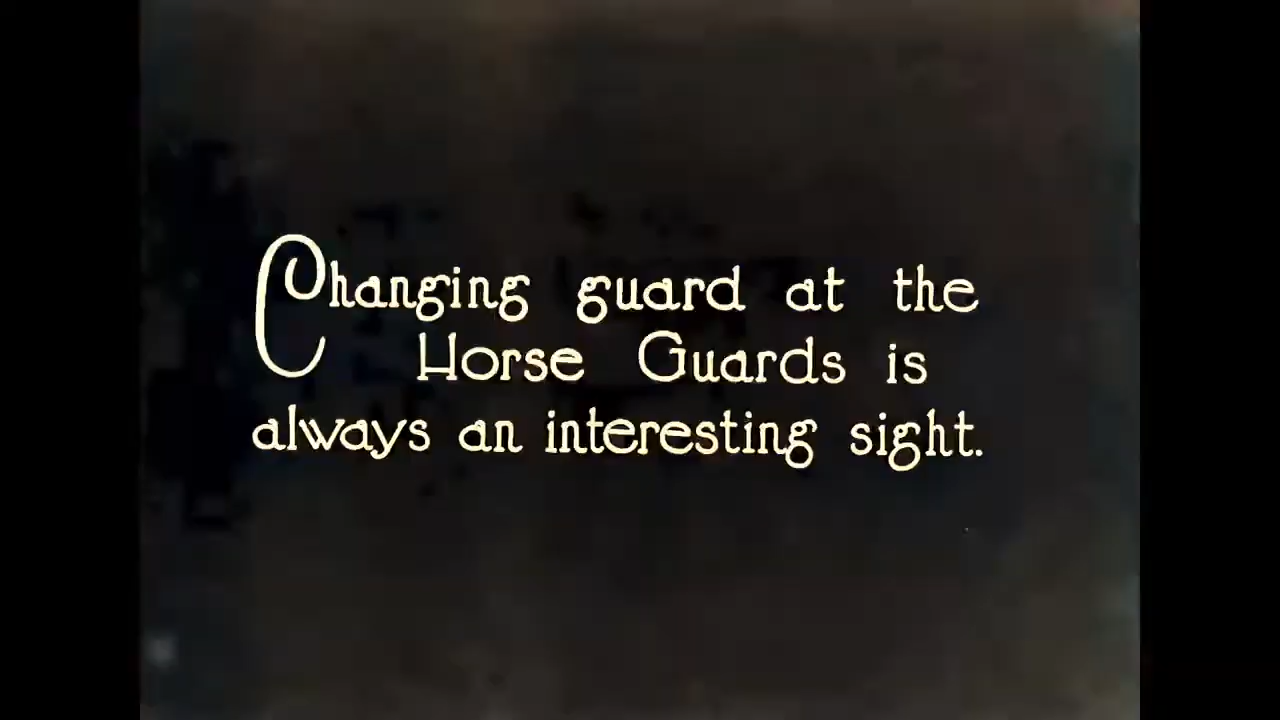 Changing guard at the
Horse Guards is
always an interesting sight.